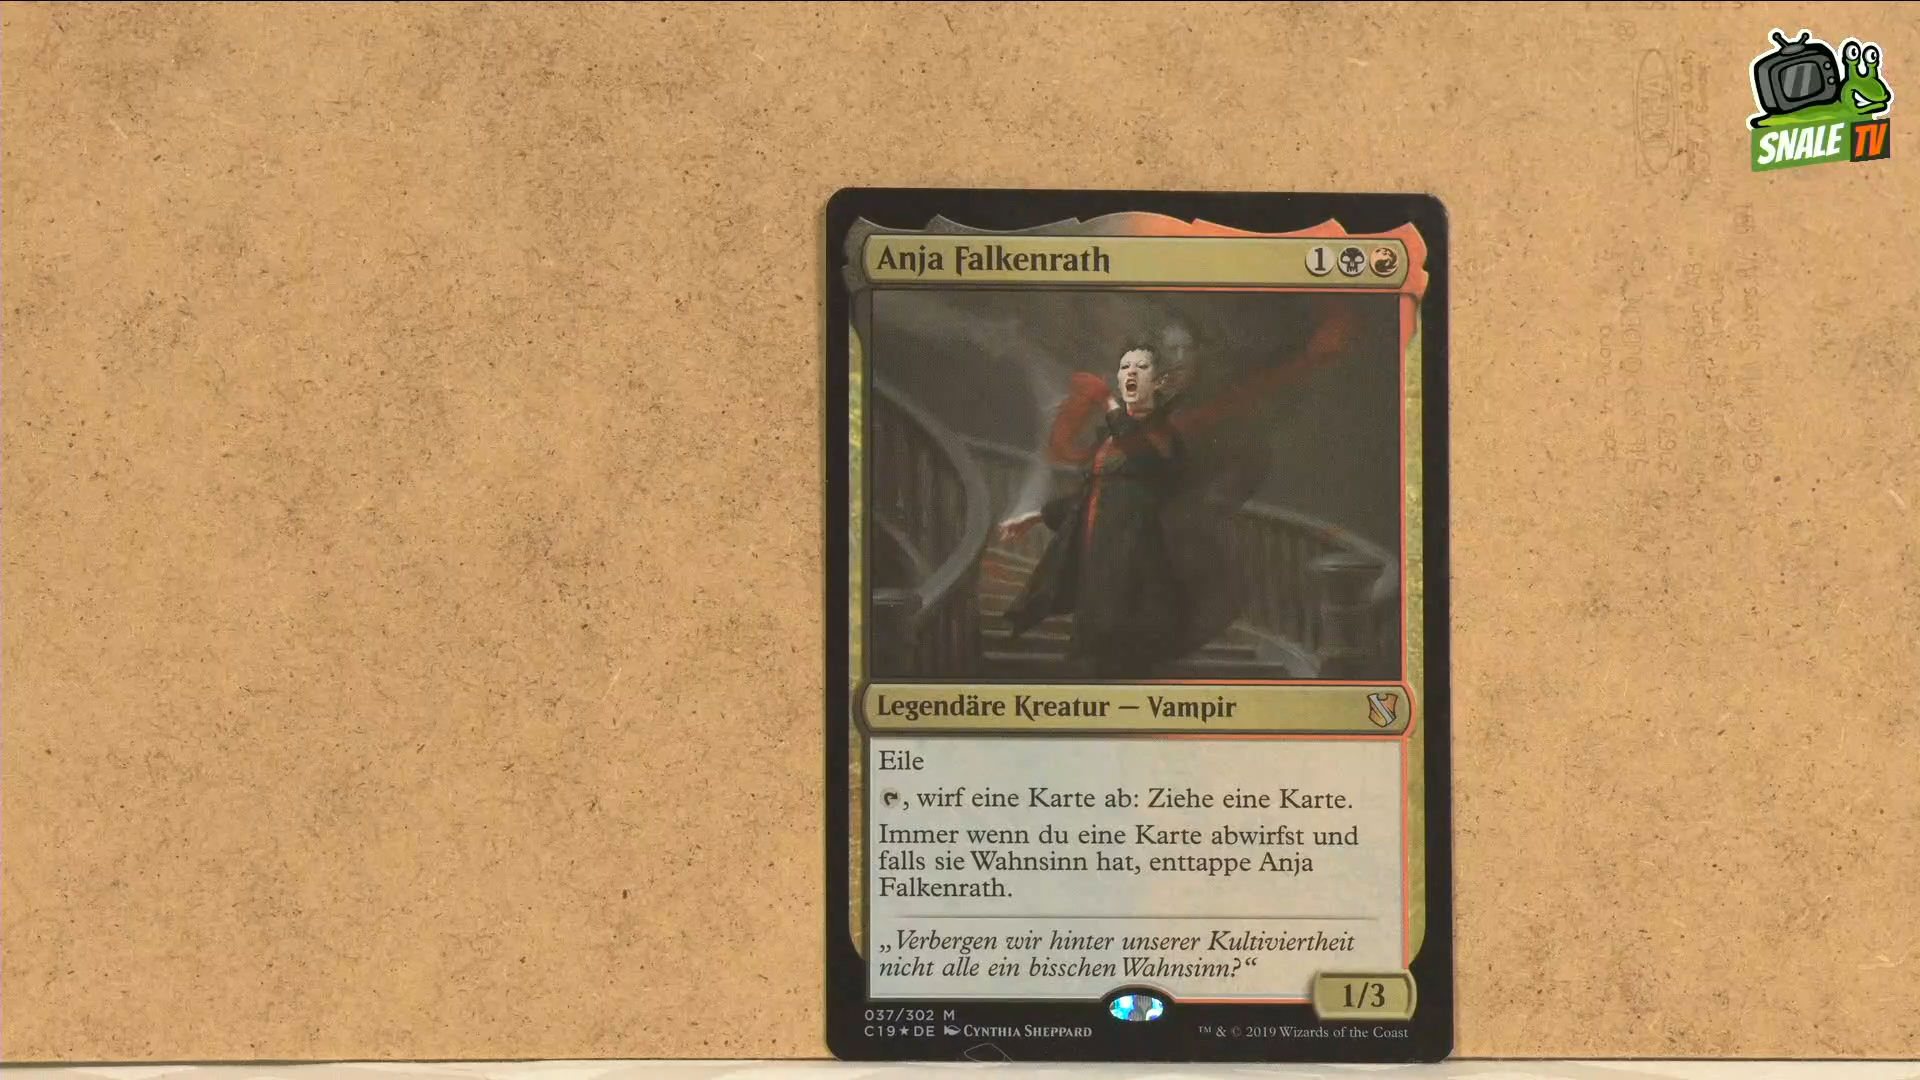 SNALE TV
Anja Falkenrath
1
Legendäre Kreatur — Vampir
Eile
, wirf eine Karte ab: Ziehe eine Karte.
Immer wenn du eine Karte abwirfst und
falls sie Wahnsinn hat, enttappe Anja
Falkenrath.
„Verbergen wir hinter unserer Kultiviertheit
nicht alle ein bisschen Wahnsinn?“
1/3
037/302 M
C19★DE CYNTHIA SHEPPARD
™ & © 2019 Wizards of the Coast